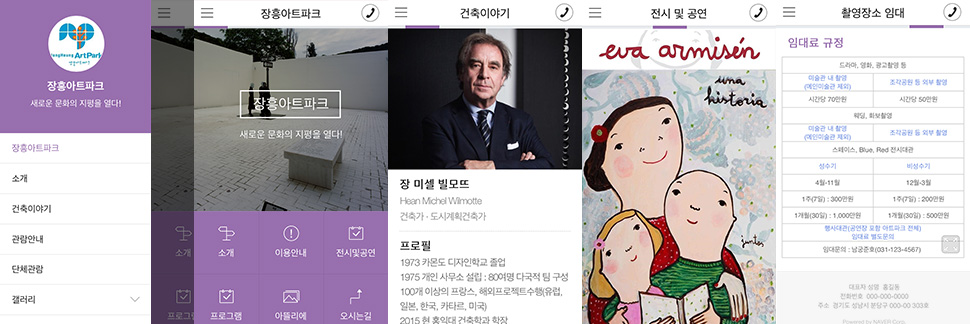 YangHeung ArtPark
장흥아트파크
새로운 문화의 지평을 열다!
장흥아트파크
소개
건축이야기
관람안내
단체관람
갤러리
장흥아트파크
장흥아트파크
새로운 문화의 지평을 열다!
소개
프로그램
소개
이용안내
전시및공연
프로그램
아뜰리에
오시는길
건축이야기
장 미셸 빌모뜨
Hean Michel Wilmotte
건축가 · 도시계획건축가
프로필
1973 카몬도 디자인학교 졸업
1975 개인 사무소 설립 : 80여명 다국적 팀 구성
100개 이상의 프랑스, 해외프로젝트수행(유럽,
일본, 한국, 카타르, 미국)
2015 현 홍익대 건축학과 학장
전시 및 공연
eva armisén
una
historia
juntos
촬영장소 임대
임대료 규정
드라마, 영화, 광고촬영 등
미술관 내 촬영
(메인미술관 제외)
조각공원 등 외부 촬영
시간당 70만원
시간당 50만원
웨딩, 화보촬영
미술관 내 촬영
(메인미술관 제외)
조각공원 등 외부 촬영
스페이스, Blue, Red 전시대관
성수기
비성수기
4월-11월
12월-3월
1주(7일) : 300만원
1주(7일) : 200만원
1개월(30일) : 1,000만원
1개월(30일) : 500만원
행사대관(공연장 포함 아트파크 전체)
임대료 별도문의
임대문의 : 남궁준호(031-123-4567)
대표자 성명 홍길동
전화번호 000-000-0000
주소 경기도 성남시 분당구 000-000 3층
Powered by NAVER Corp.